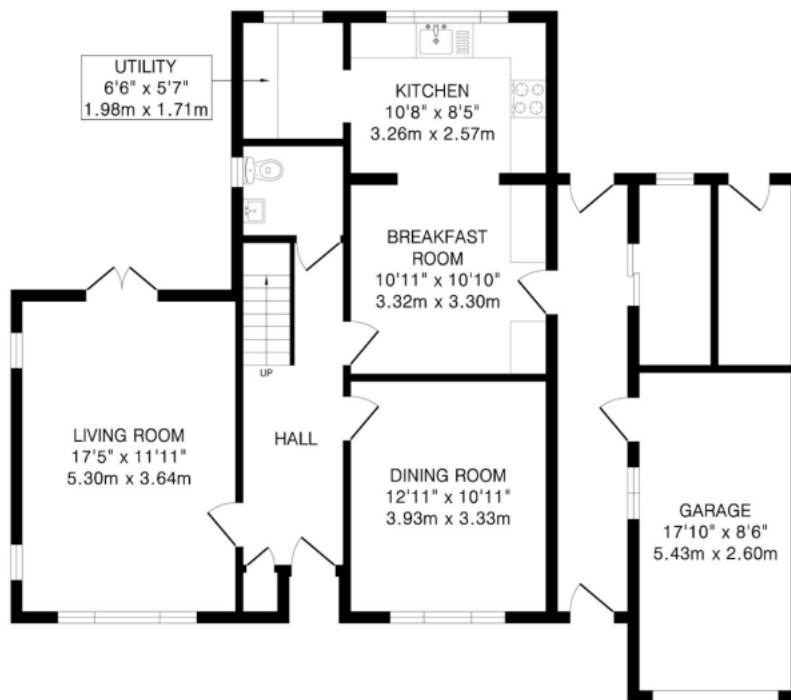 UTILITY
6'6" x 5'7"
1.98m x 1.71m
KITCHEN
10'8" x 8'5"
3.26m x 2.57m
BREAKFAST
ROOM
10'11" x 10'10"
3.32m x 3.30m
UP
HALL
LIVING ROOM
17'5" x 11'11"
5.30m x 3.64m
DINING ROOM
12'11" x 10'11"
3.93m x 3.33m
GARAGE
17'10" x 8'6"
5.43m x 2.60m